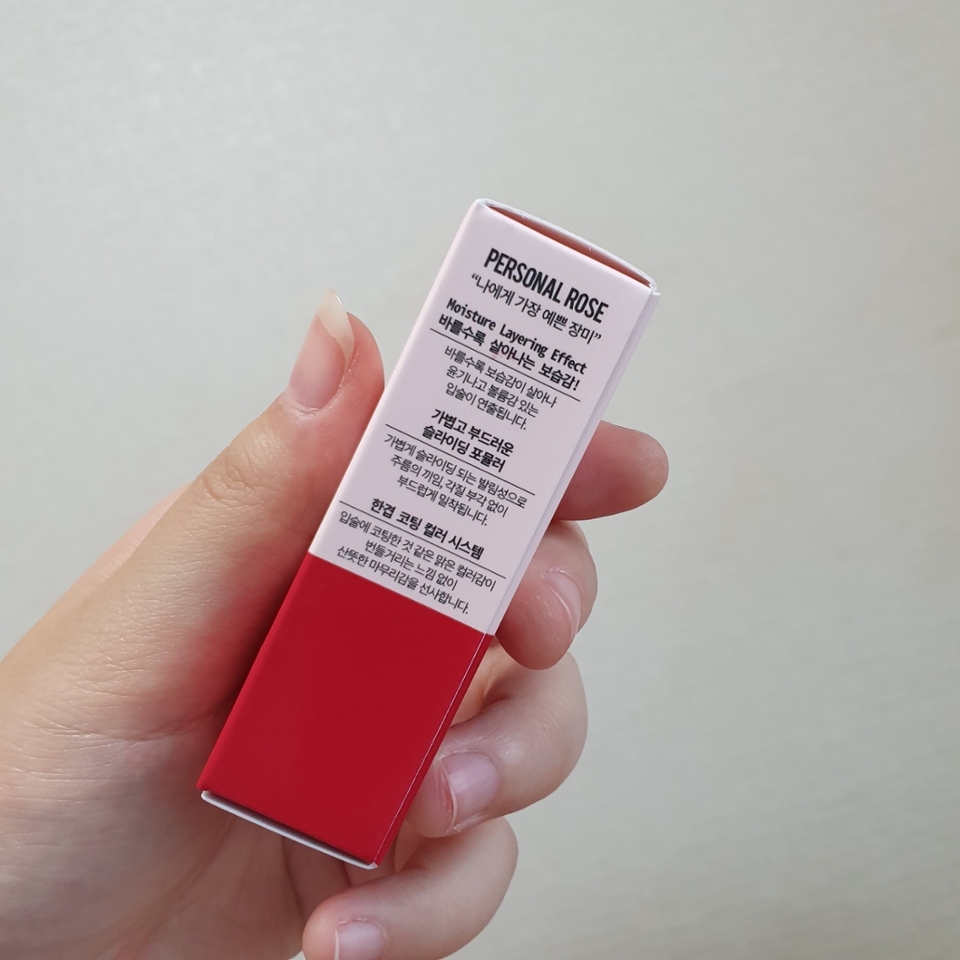 PERSONAL ROSE
“나에게 가장 예쁜 장미”
Moisture Layering Effect
바를수록 살아나는 보습감!
바를수록 보습감이 살아나
윤기나고 볼륨감 있는
입술이 연출됩니다.
가볍고 부드러운
슬라이딩 포뮬러
가볍게 슬라이딩 되는 발림성으로
주름의 끼임, 각질 부각 없이
부드럽게 밀착됩니다.
한겹 코팅 컬러 시스템
입술에 코팅한 것 같은 맑은 컬러감이
번들거리는 느낌 없이
산뜻한 마무리감을 선사합니다.